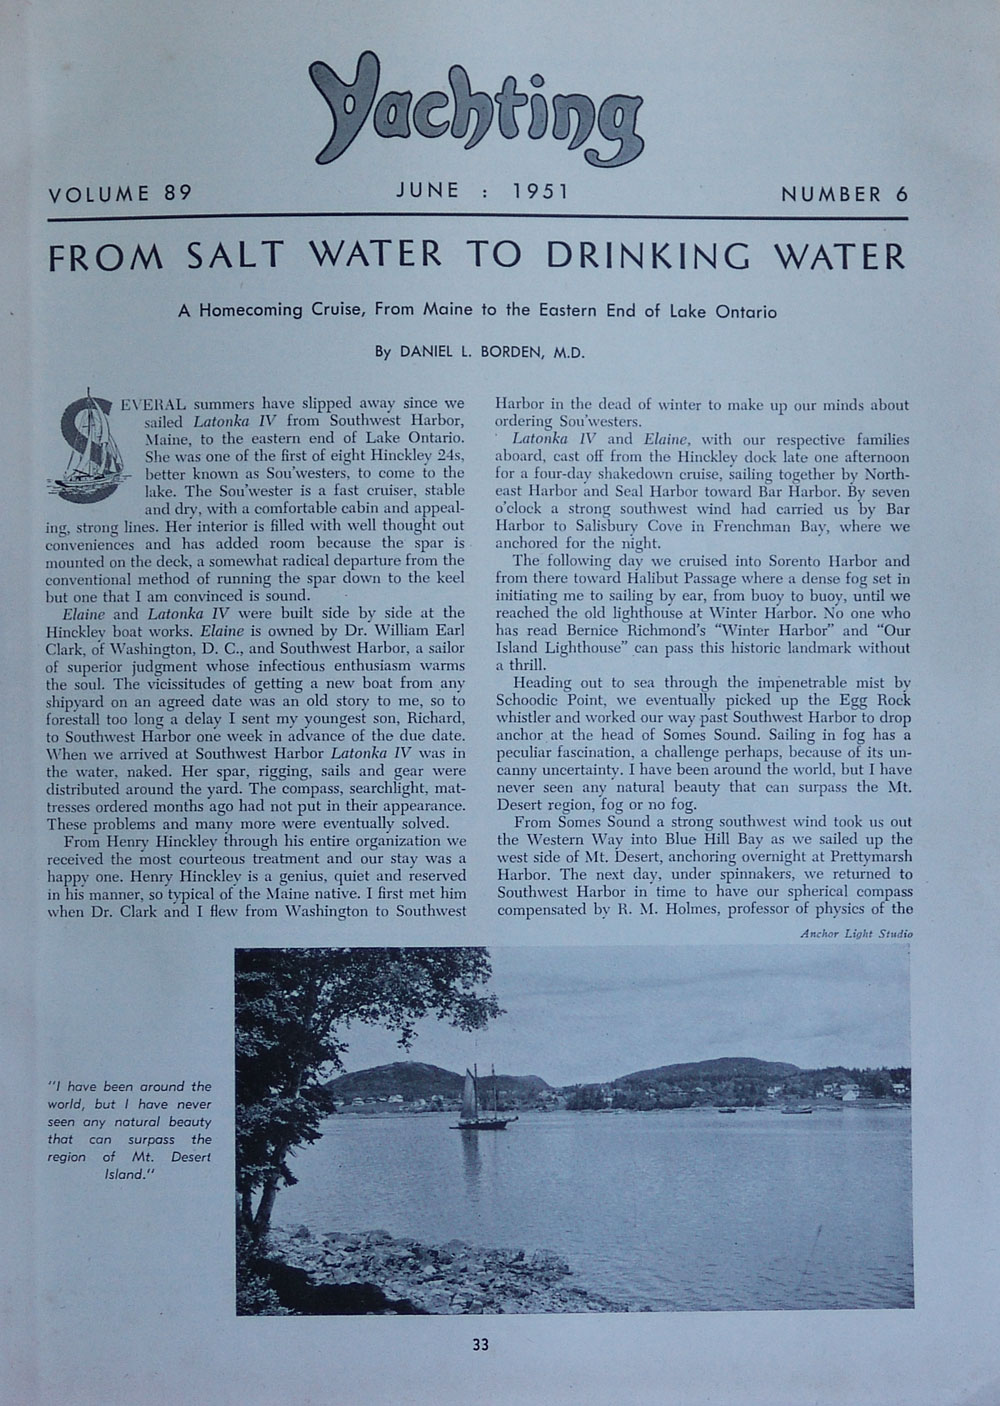 Yachting
VOLUME 89
JUNE : 1951
NUMBER 6
FROM SALT WATER TO DRINKING WATER
A Homecoming Cruise, From Maine to the Eastern End of Lake Ontario
By DANIEL L. BORDEN, M.D.
SEVERAL summers have slipped away since we
sailed Latonka IV from Southwest Harbor,
Maine, to the eastern end of Lake Ontario.
She was one of the first of eight Hinckley 24s,
better known as Sou'westers, to come to the
lake. The Sou'wester is a fast cruiser, stable
and dry, with a comfortable cabin and appeal-
ing, strong lines. Her interior is filled with well thought out
conveniences and has added room because the spar is
mounted on the deck, a somewhat radical departure from the
conventional method of running the spar down to the keel
but one that I am convinced is sound.
Elaine and Latonka IV were built side by side at the
Hinckley boat works. Elaine is owned by Dr. William Earl
Clark, of Washington, D. C., and Southwest Harbor, a sailor
of superior judgment whose infectious enthusiasm warms
the soul. The vicissitudes of getting a new boat from any
shipyard on an agreed date was an old story to me, so to
forestall too long a delay I sent my youngest son, Richard,
to Southwest Harbor one week in advance of the due date.
When we arrived at Southwest Harbor Latonka IV was in
the water, naked. Her spar, rigging, sails and gear were
distributed around the yard. The compass, searchlight, mat-
tresses ordered months ago had not put in their appearance.
These problems and many more were eventually solved.
From Henry Hinckley through his entire organization we
received the most courteous treatment and our stay was a
happy one. Henry Hinckley is a genius, quiet and reserved
in his manner, so typical of the Maine native. I first met him
when Dr. Clark and I flew from Washington to Southwest
Harbor in the dead of winter to make up our minds about
ordering Sou'westers.
Latonka IV and Elaine, with our respective families
aboard, cast off from the Hinckley dock late one afternoon
for a four-day shakedown cruise, sailing together by North-
east Harbor and Seal Harbor toward Bar Harbor. By seven
o'clock a strong southwest wind had carried us by Bar
Harbor to Salisbury Cove in Frenchman Bay, where we
anchored for the night.
The following day we cruised into Sorento Harbor and
from there toward Halibut Passage where a dense fog set in
initiating me to sailing by ear, from buoy to buoy, until we
reached the old lighthouse at Winter Harbor. No one who
has read Bernice Richmond's "Winter Harbor" and "Our
Island Lighthouse" can pass this historic landmark without
a thrill.
Heading out to sea through the impenetrable mist by
Schoodic Point, we eventually picked up the Egg Rock
whistler and worked our way past Southwest Harbor to drop
anchor at the head of Somes Sound. Sailing in fog has a
peculiar fascination, a challenge perhaps, because of its un-
canny uncertainty. I have been around the world, but I have
never seen any natural beauty that can surpass the Mt.
Desert region, fog or no fog.
From Somes Sound a strong southwest wind took us out
the Western Way into Blue Hill Bay as we sailed up the
west side of Mt. Desert, anchoring overnight at Prettymarsh
Harbor. The next day, under spinnakers, we returned to
Southwest Harbor in time to have our spherical compass
compensated by R. M. Holmes, professor of physics of the
Anchor Light Studio
"I have been around the
world, but I have never
seen any natural beauty
that can surpass the
region of Mt. Desert
Island."
33